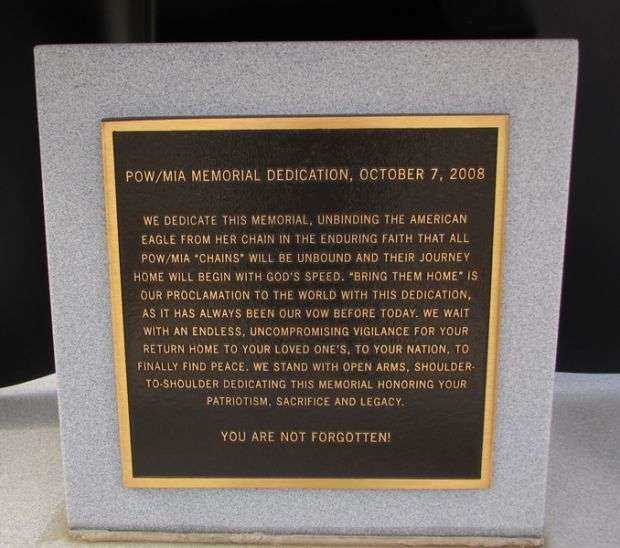 POW/MIA MEMORIAL DEDICATION, OCTOBER 7, 2008
WE DEDICATE THIS MEMORIAL, UNBINDING THE AMERICAN
EAGLE FROM HER CHAIN IN THE ENDURING FAITH THAT ALL
POW/MIA "CHAINS" WILL BE UNBOUND AND THEIR JOURNEY
HOME WILL BEGIN WITH GOD'S SPEED. "BRING THEM HOME" IS
OUR PROCLAMATION TO THE WORLD WITH THIS DEDICATION,
AS IT HAS ALWAYS BEEN OUR VOW BEFORE TODAY. WE WAIT
WITH AN ENDLESS, UNCOMPROMISING VIGILANCE FOR YOUR
RETURN HOME TO YOUR LOVED ONE'S, TO YOUR NATION, TO
FINALLY FIND PEACE. WE STAND WITH OPEN ARMS, SHOULDER-
TO-SHOULDER DEDICATING THIS MEMORIAL HONORING YOUR
PATRIOTISM, SACRIFICE AND LEGACY.
YOU ARE NOT FORGOTTEN!